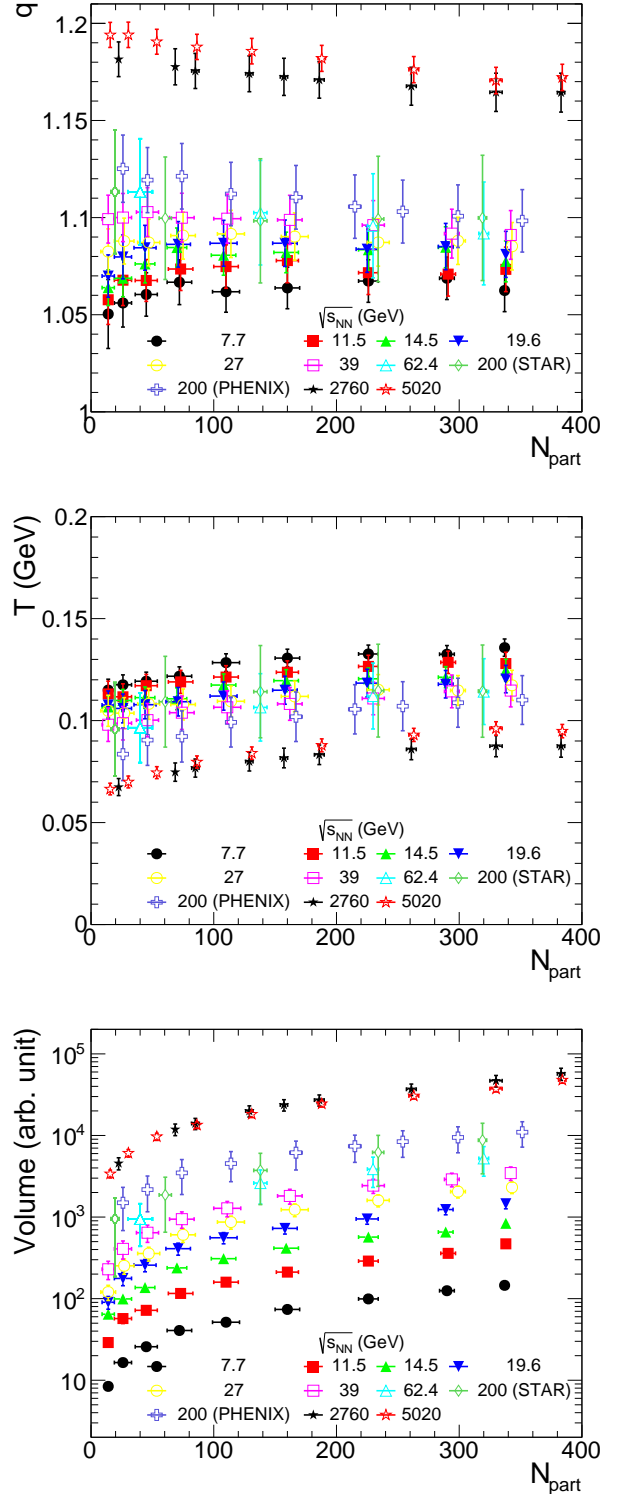 q
1.2
1.15
1.1
1.05
1
√s_NN (GeV)
7.7 11.5 14.5 19.6
27 39 62.4 200 (STAR)
200 (PHENIX) 2760 5020
0 100 200 300 400
N_part
T (GeV)
0.2
0.15
0.1
0.05
0
√s_NN (GeV)
7.7 11.5 14.5 19.6
27 39 62.4 200 (STAR)
200 (PHENIX) 2760 5020
0 100 200 300 400
N_part
Volume (arb. unit)
10^5
10^4
10^3
10^2
10
√s_NN (GeV)
7.7 11.5 14.5 19.6
27 39 62.4 200 (STAR)
200 (PHENIX) 2760 5020
0 100 200 300 400
N_part